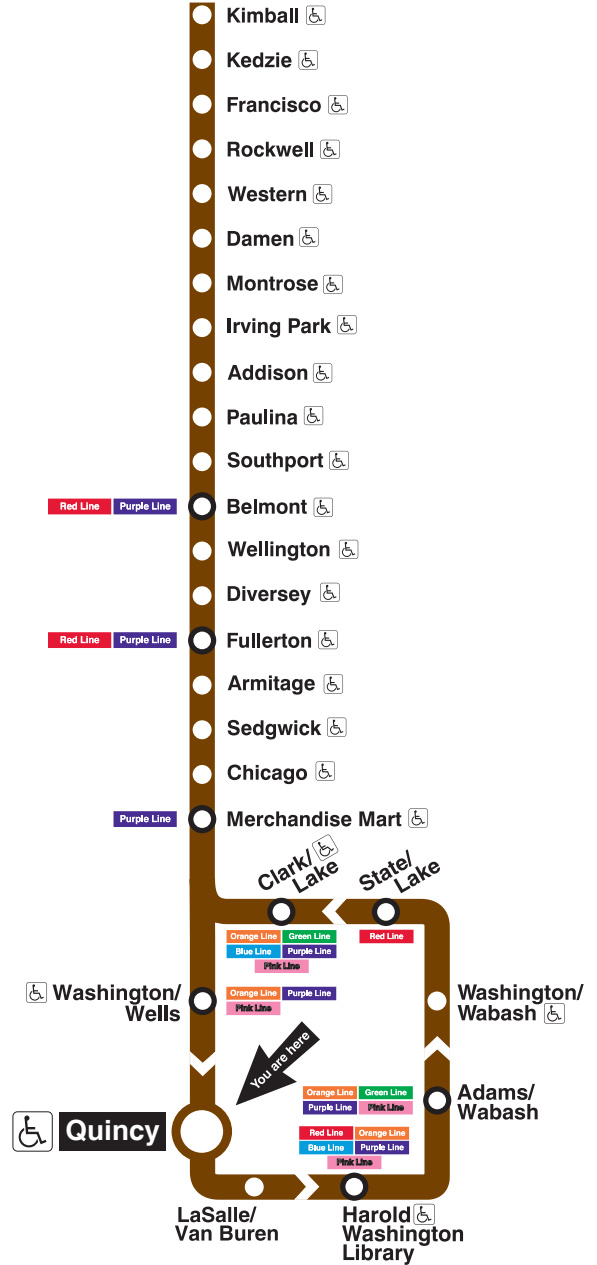 Kimball
Kedzie
Francisco
Rockwell
Western
Damen
Montrose
Irving Park
Addison
Paulina
Southport
Red Line Purple Line Belmont
Wellington
Diversey
Red Line Purple Line Fullerton
Armitage
Sedgwick
Chicago
Purple Line Merchandise Mart
Clark/
Lake
State/
Lake
Orange Line Green Line
Blue Line Purple Line
Pink Line
Red Line
Washington/
Wells
Orange Line Purple Line
Pink Line
Washington/
Wabash
You are here
Orange Line Green Line
Purple Line Pink Line
Adams/
Wabash
Quincy
Red Line Orange Line
Blue Line Purple Line
Pink Line
LaSalle/
Van Buren
Harold
Washington
Library